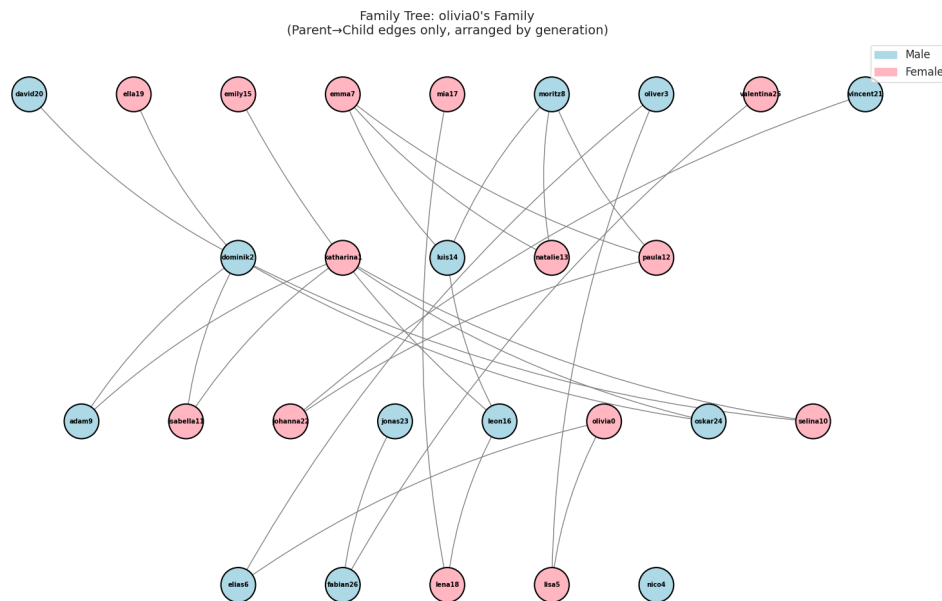 Family Tree: olivia0's Family
(Parent→Child edges only, arranged by generation)
Male
Female
david20
ella19
emily15
emma7
mia17
moritz8
oliver3
valentina25
vincent21
dominik2
katharina1
luis14
natalie13
paula12
adam9
isabella11
johanna22
jonas23
leon16
olivia0
oskar24
selina10
elias6
fabian26
lena18
lisa5
nico4